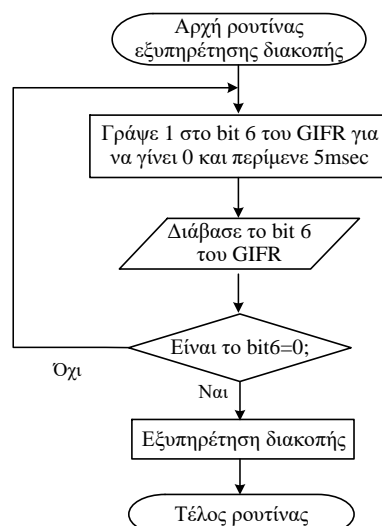 Αρχή ρουτίνας
εξυπηρέτησης διακοπής
Γράψε 1 στο bit 6 του GIFR για
να γίνει 0 και περίμενε 5msec
Διάβασε το bit 6
του GIFR
Είναι το bit6=0;
Όχι
Ναι
Εξυπηρέτηση διακοπής
Τέλος ρουτίνας